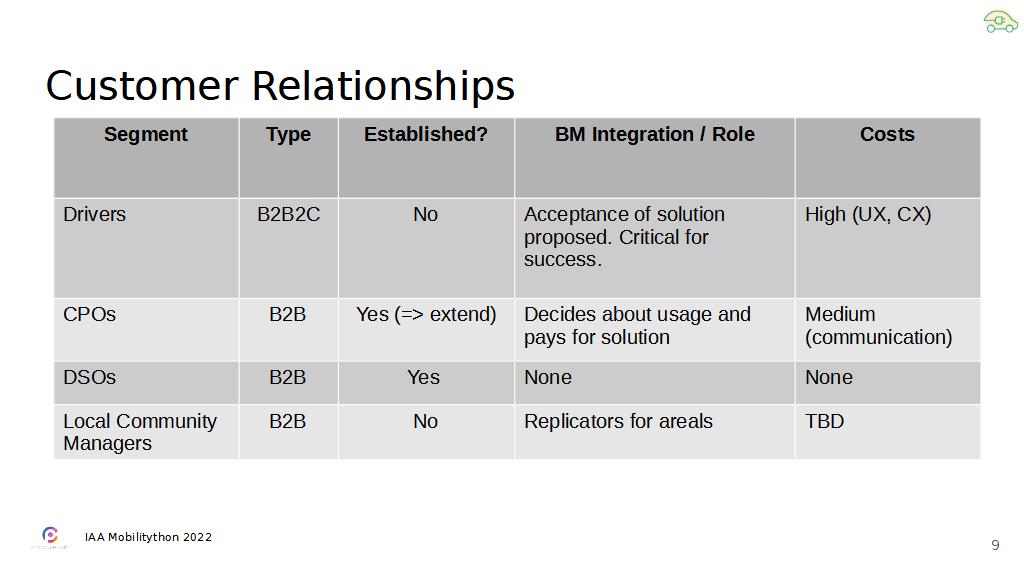 Customer Relationships
Segment Type Established? BM Integration / Role Costs
Drivers B2B2C No Acceptance of solution High (UX, CX)
proposed. Critical for
success.
CPOs B2B Yes (=> extend) Decides about usage and Medium
pays for solution (communication)
DSOs B2B Yes None None
Local Community B2B No Replicators for areals TBD
Managers
IAA Mobilitython 2022
9